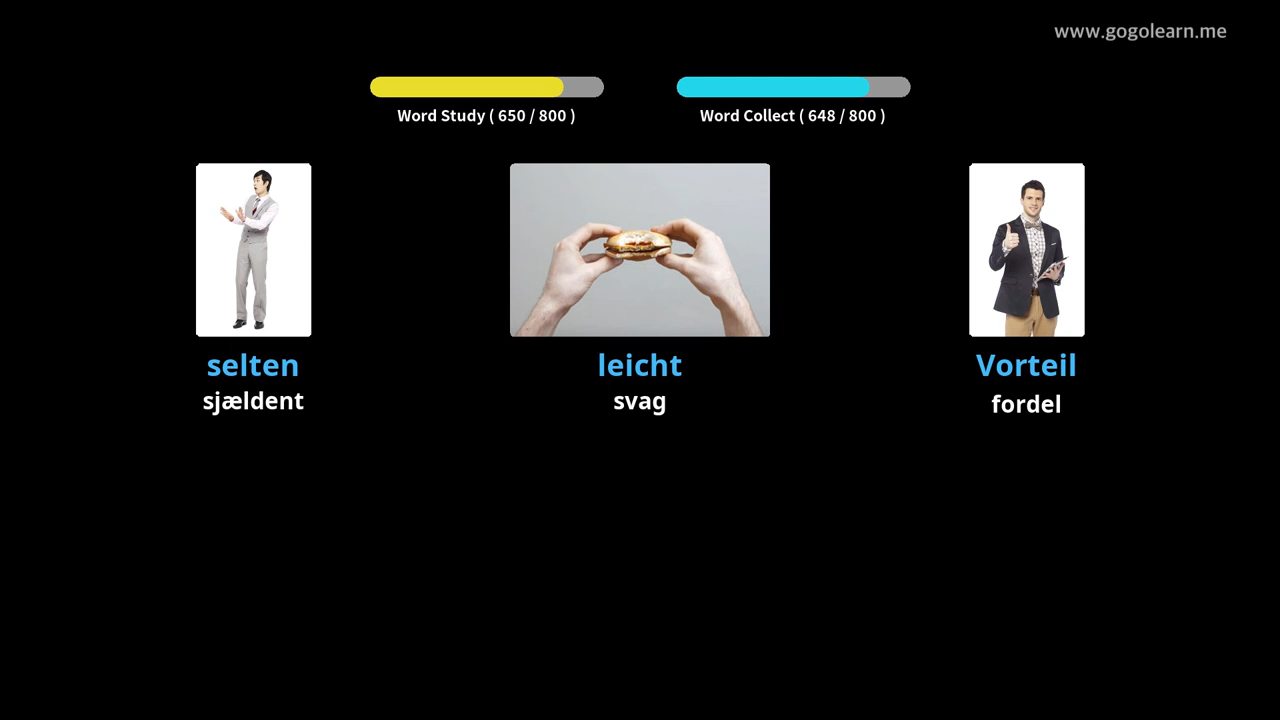 www.gogolearn.me
Word Study ( 650 / 800 )
Word Collect ( 648 / 800 )
selten
sjældent
leicht
svag
Vorteil
fordel